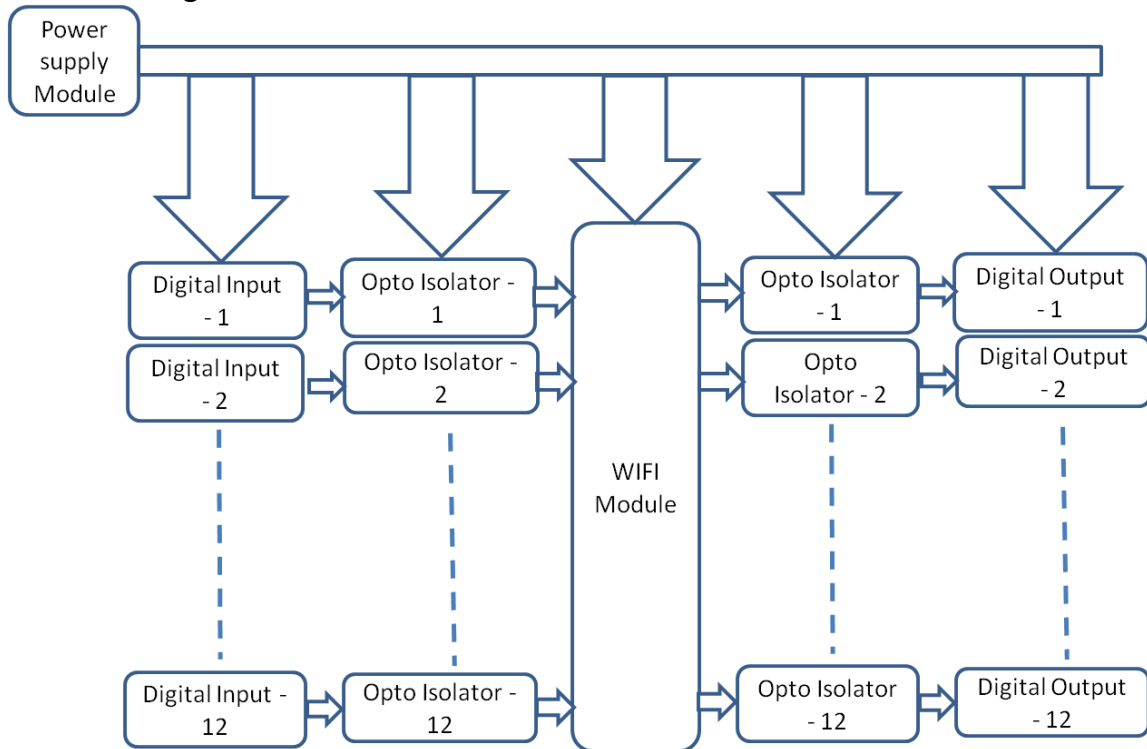 Power
supply
Module
Digital Input
- 1
Opto Isolator -
1
Opto Isolator
- 1
Digital Output
- 1
Digital Input
- 2
Opto Isolator -
2
Opto
Isolator - 2
Digital Output
- 2
WIFI
Module
Digital Input -
12
Opto Isolator -
12
Opto Isolator
- 12
Digital Output
- 12